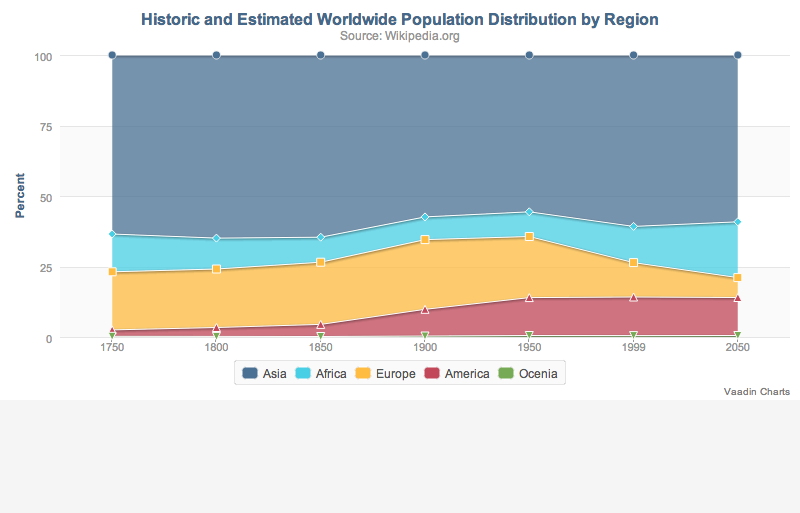 Historic and Estimated Worldwide Population Distribution by Region
Source: Wikipedia.org
Percent
100
75
50
25
0
1750 1800 1850 1900 1950 1999 2050
Asia Africa Europe America Ocenia
Vaadin Charts